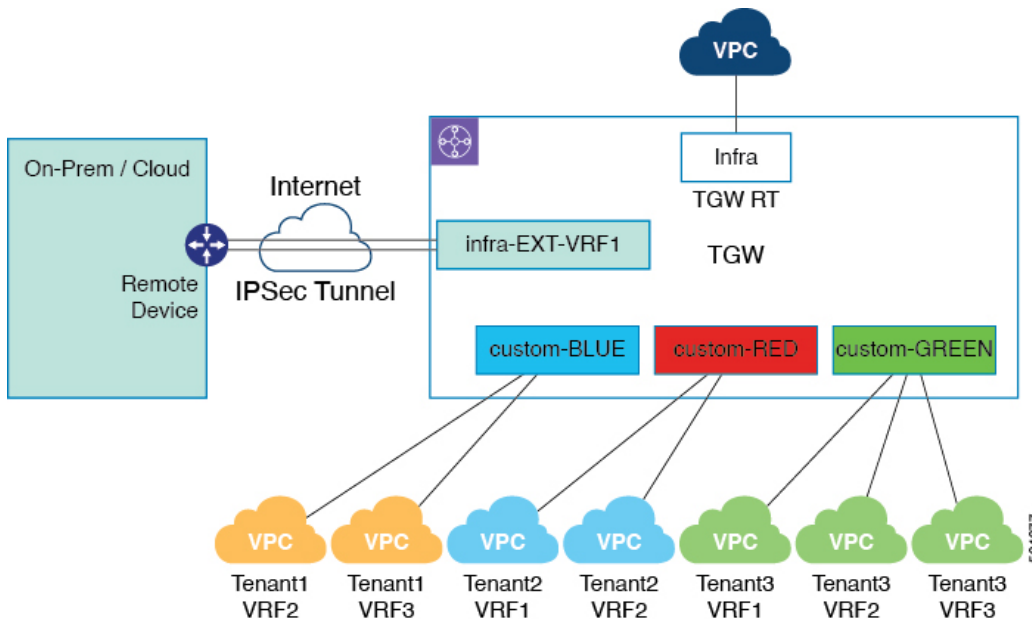 VPC
On-Prem / Cloud
Infra
TGW RT
Internet
infra-EXT-VRF1
TGW
Remote
Device
IPSec Tunnel
custom-BLUE
custom-RED
custom-GREEN
VPC
VPC
VPC
VPC
VPC
VPC
VPC
Tenant1
VRF2
Tenant1
VRF3
Tenant2
VRF1
Tenant2
VRF2
Tenant3
VRF1
Tenant3
VRF2
Tenant3
VRF3